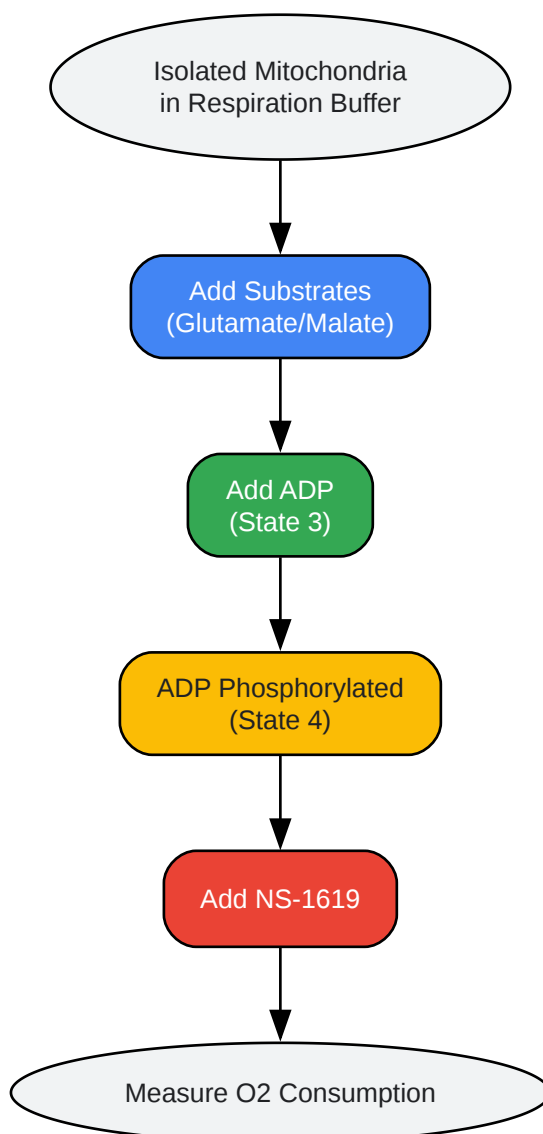 Isolated Mitochondria
in Respiration Buffer
Add Substrates
(Glutamate/Malate)
Add ADP
(State 3)
ADP Phosphorylated
(State 4)
Add NS-1619
Measure O2 Consumption